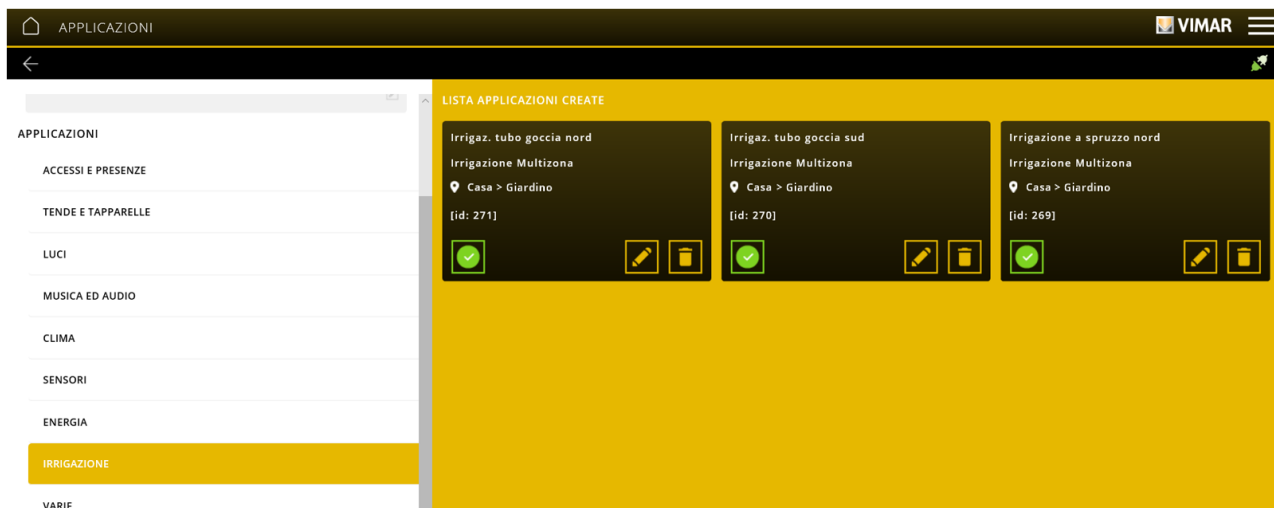 APPLICAZIONI
VIMAR
APPLICAZIONI
ACCESSI E PRESENZE
TENDE E TAPPARELLE
LUCI
MUSICA ED AUDIO
CLIMA
SENSORI
ENERGIA
IRRIGAZIONE
VARIE
LISTA APPLICAZIONI CREATE
Irrigaz. tubo goccia nord
Irrigazione Multizona
Casa > Giardino
[id: 271]
Irrigaz. tubo goccia sud
Irrigazione Multizona
Casa > Giardino
[id: 270]
Irrigazione a spruzzo nord
Irrigazione Multizona
Casa > Giardino
[id: 269]